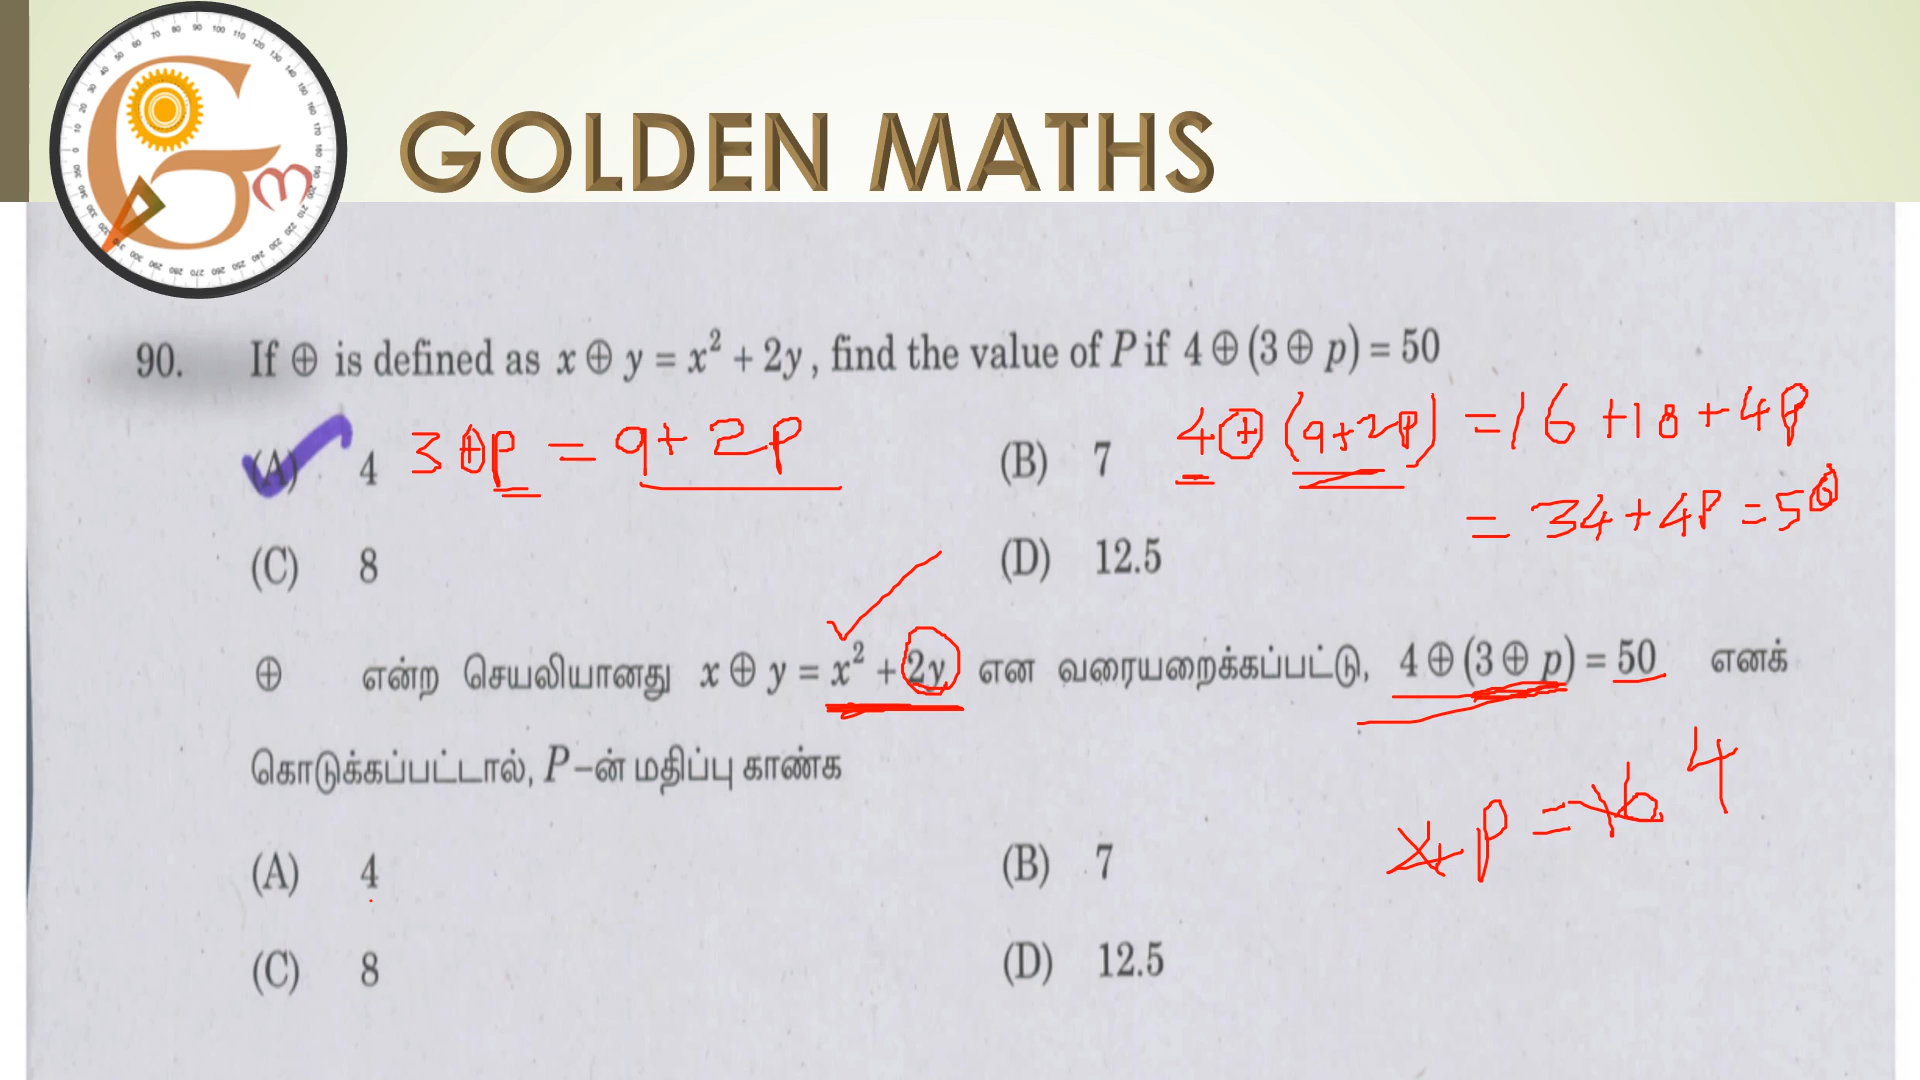 GOLDEN MATHS
90. If ⊕ is defined as x ⊕ y = x² + 2y, find the value of P if 4 ⊕ (3 ⊕ p) = 50
(A) 4 3 ⊕ p = 9 + 2p (B) 7 4 ⊕ (9+2p) = 16 + 18 + 4p
= 34 + 4p = 50
(C) 8 (D) 12.5
⊕ என்ற செயலியானது x ⊕ y = x² + 2y என வரையறைக்கப்பட்டு, 4 ⊕ (3 ⊕ p) = 50 எனக்
கொடுக்கப்பட்டால், P–ன் மதிப்பு காண்க
4p = 16 4
(A) 4 (B) 7
(C) 8 (D) 12.5